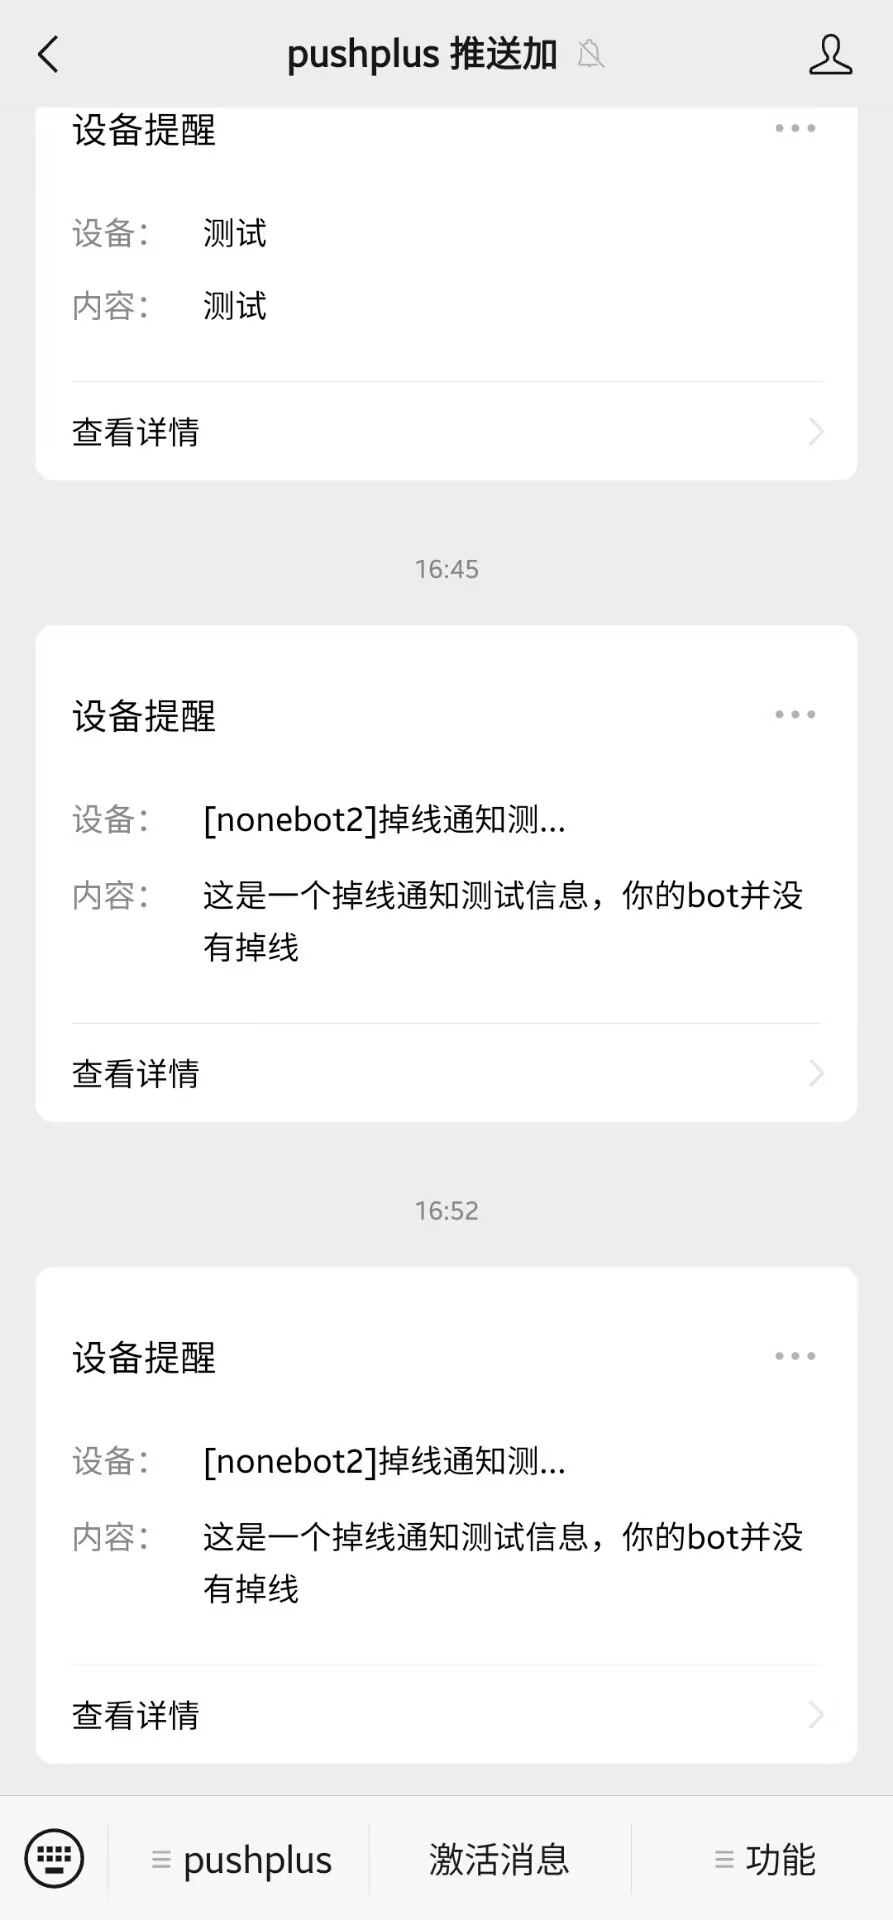 pushplus 推送加
设备提醒
设备： 测试
内容： 测试
查看详情
16:45
设备提醒
设备： [nonebot2]掉线通知测...
内容： 这是一个掉线通知测试信息，你的bot并没
有掉线
查看详情
16:52
设备提醒
设备： [nonebot2]掉线通知测...
内容： 这是一个掉线通知测试信息，你的bot并没
有掉线
查看详情
pushplus 激活消息 功能